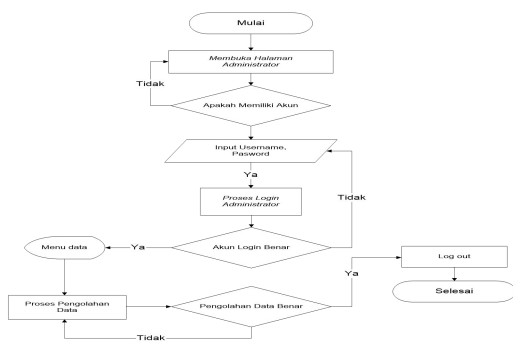 Mulai
Membuka Halaman
Administrator
Tidak
Apakah Memiliki Akun
Input Username,
Pasword
Ya
Proses Login
Administrator
Tidak
Menu data
Ya
Akun Login Benar
Log out
Ya
Selesai
Proses Pengolahan
Data
Pengolahan Data Benar
Tidak